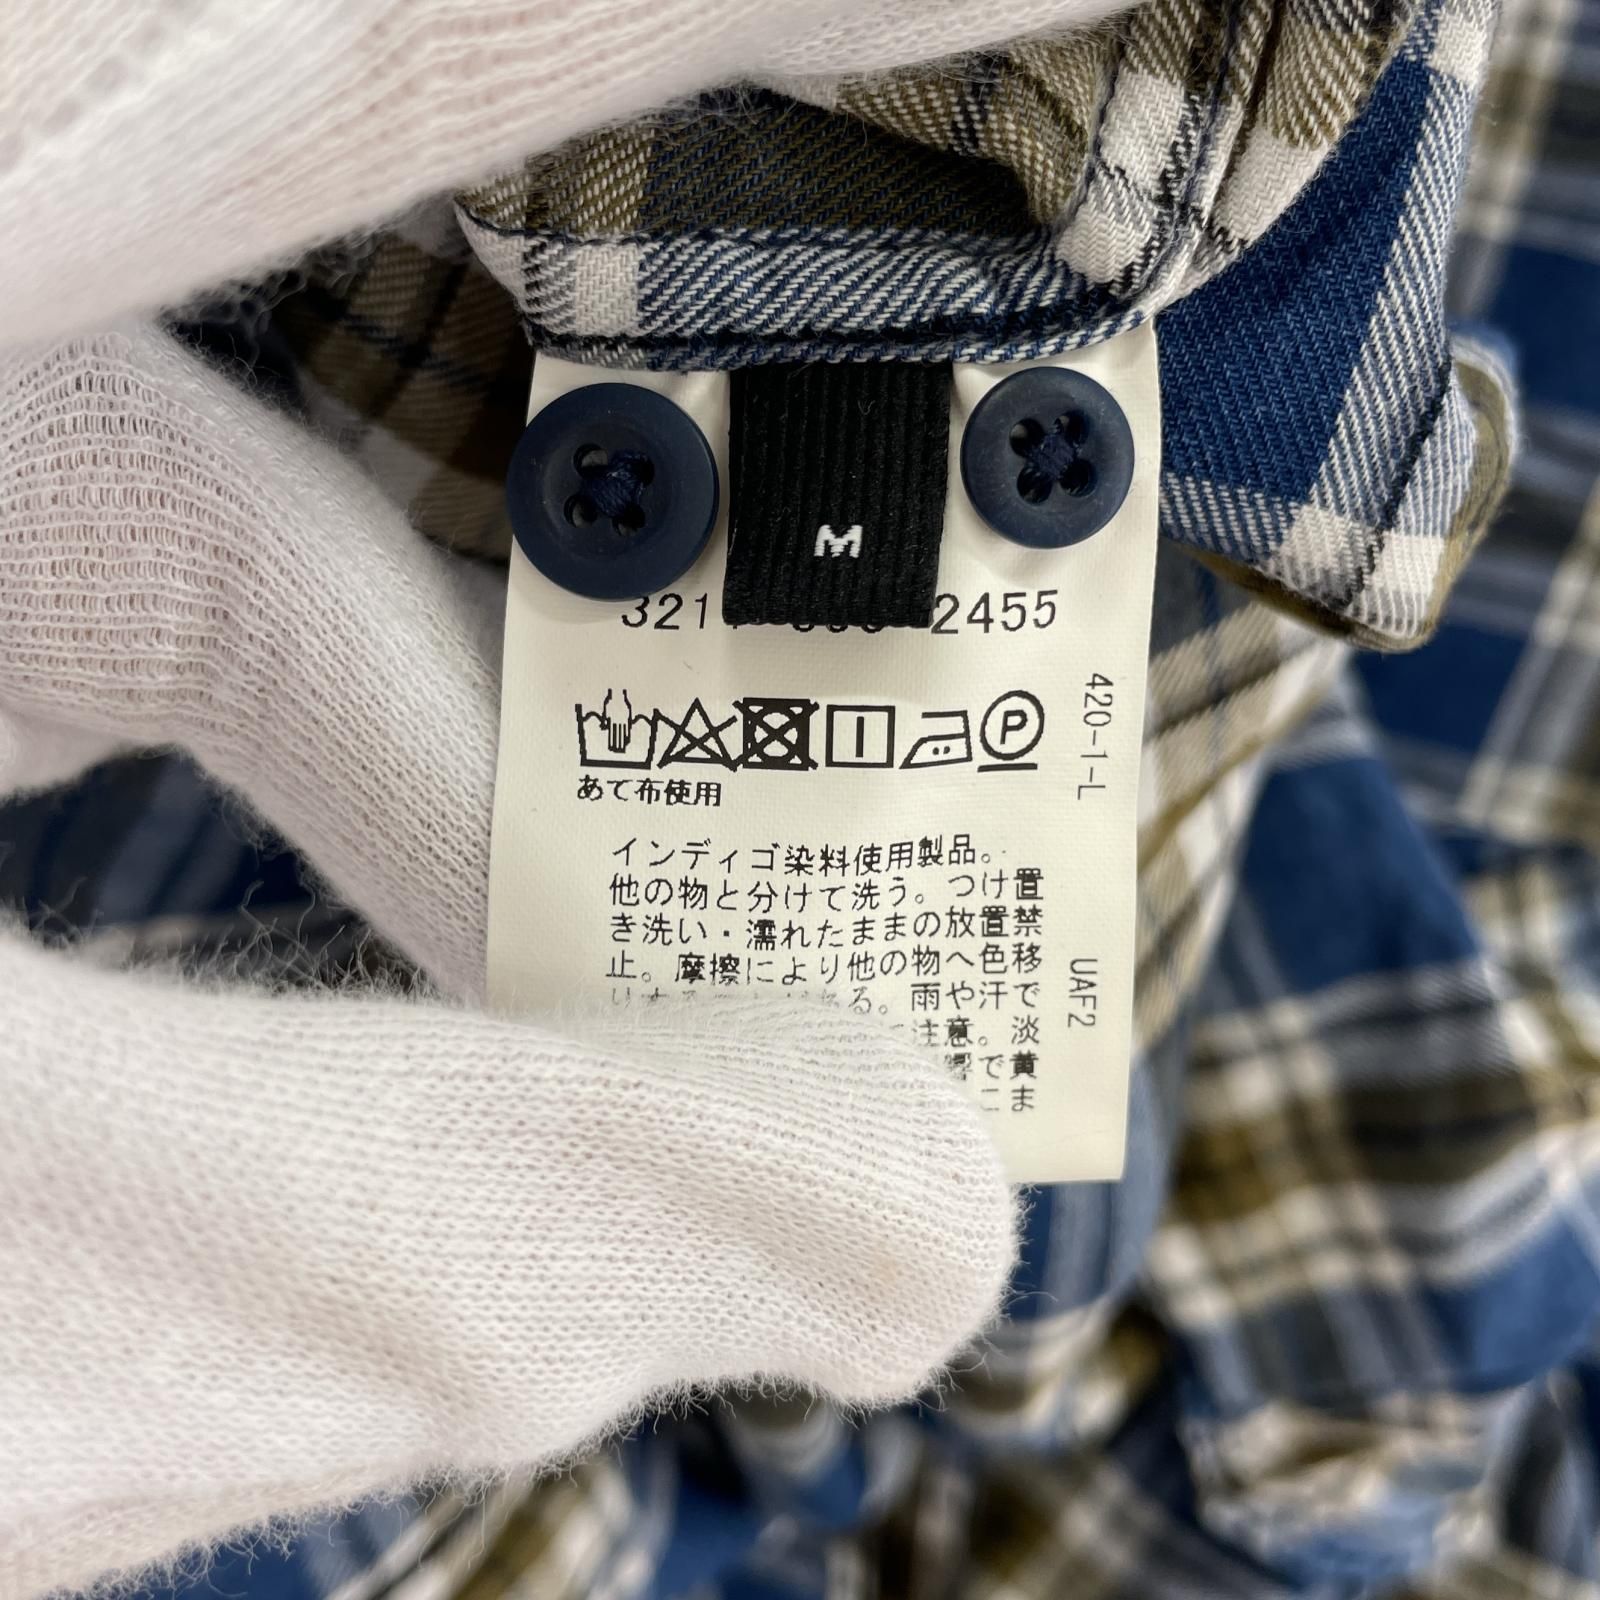 M
2455
P
あて布使用
インディゴ染料使用製品。
他の物と分けて洗う。つけ置
き洗い・濡れたままの放置禁
止。摩擦により他の物へ色移
雨や汗で
注意。淡
で黄
ま
420-1-L
UAF2